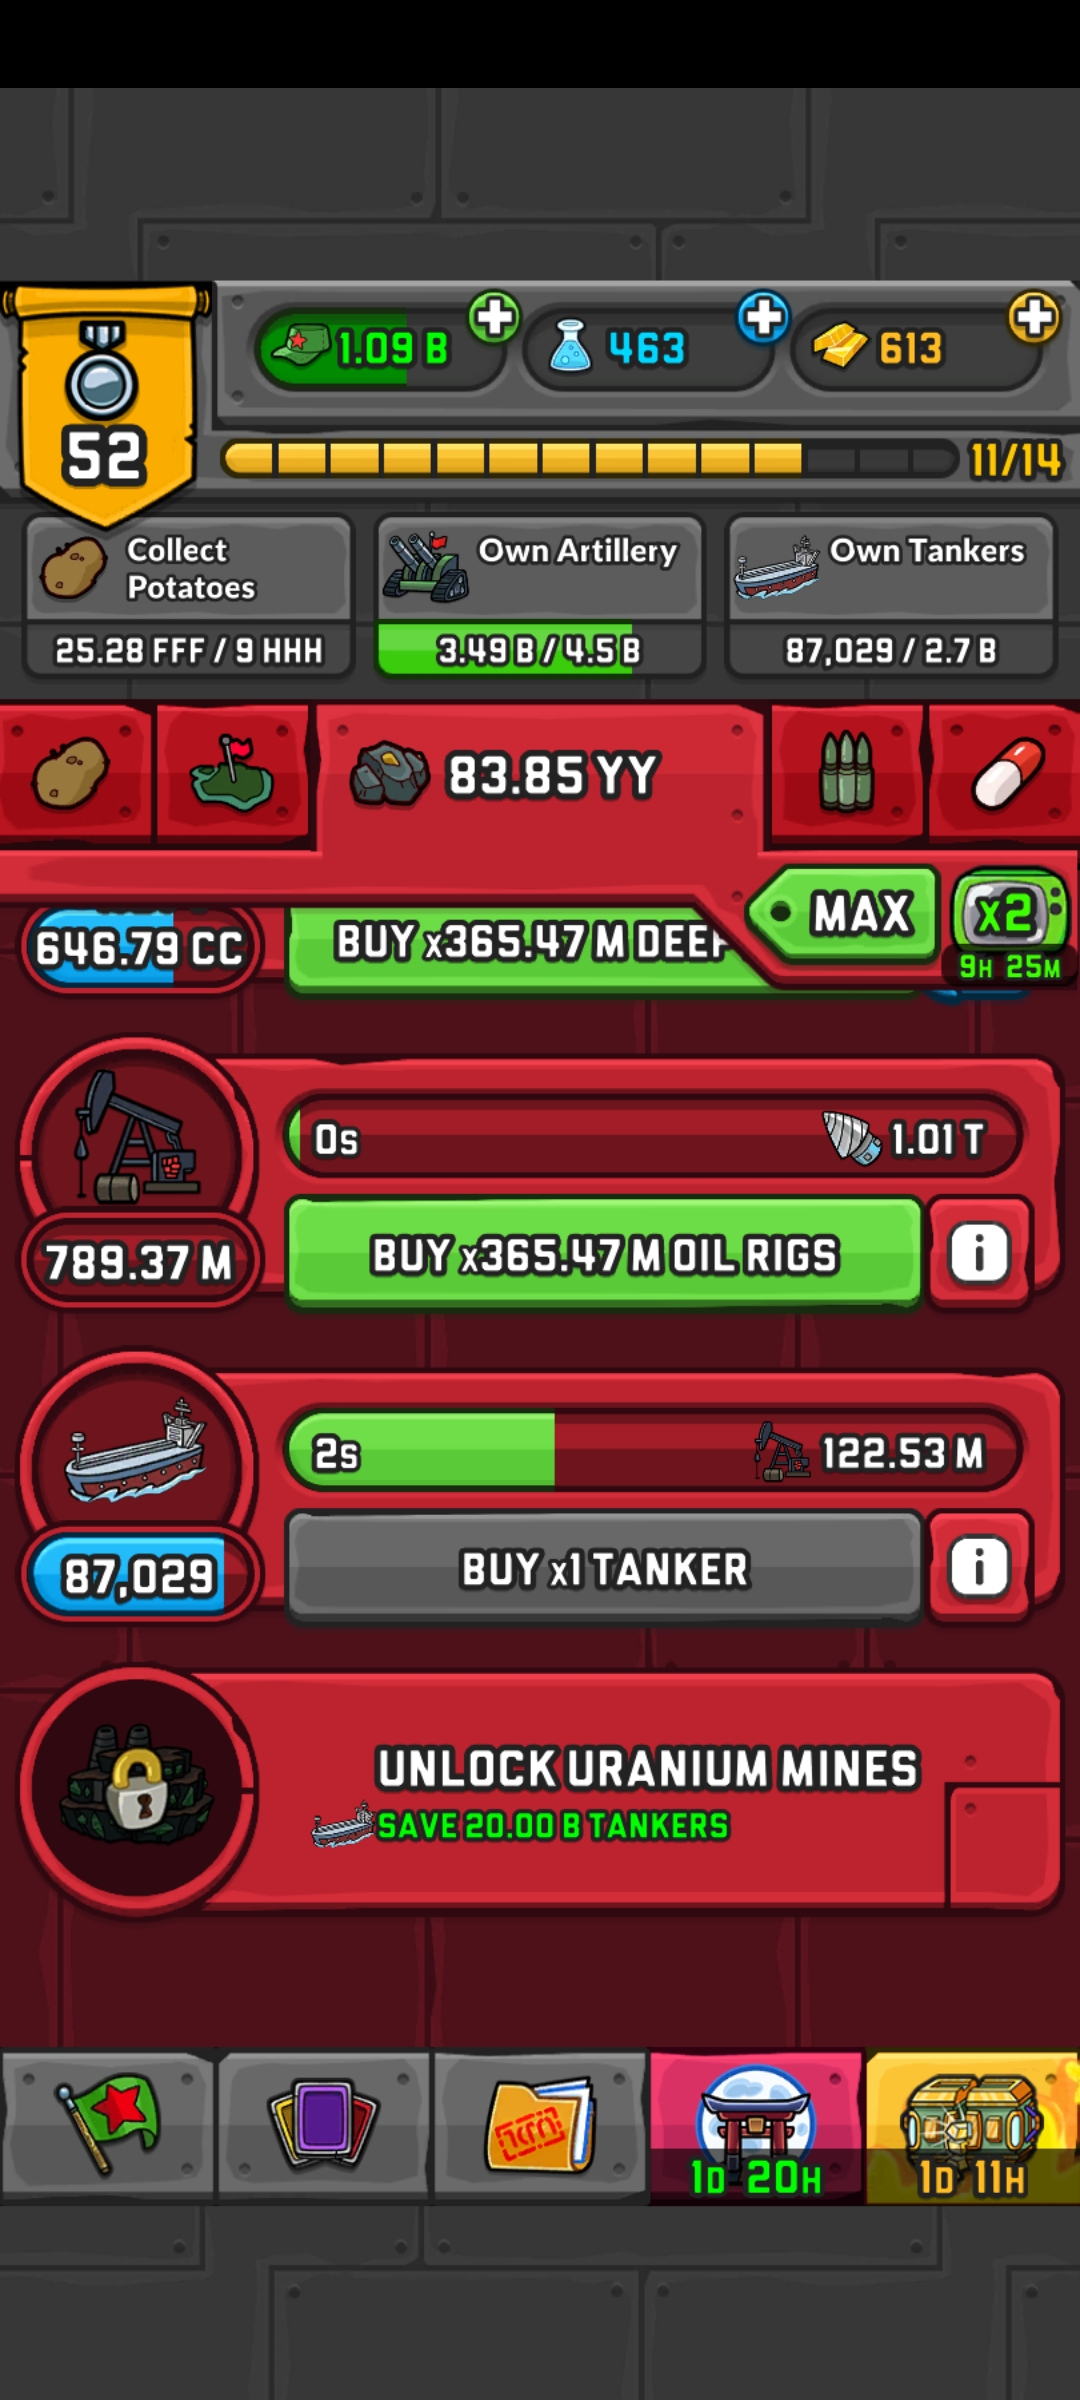 1.09 B
463
613
52
11/14
Collect
Potatoes
25.28 FFF / 9 HHH
Own Artillery
3.49 B / 4.5 B
Own Tankers
87,029 / 2.7 B
83.85 YY
MAX
x2
9H 25M
646.79 CC
BUY x365.47 M DEEP
0s
1.01 T
789.37 M
BUY x365.47 M OIL RIGS
i
2s
122.53 M
87,029
BUY x1 TANKER
i
UNLOCK URANIUM MINES
SAVE 20.00 B TANKERS
1D 20H
1D 11H